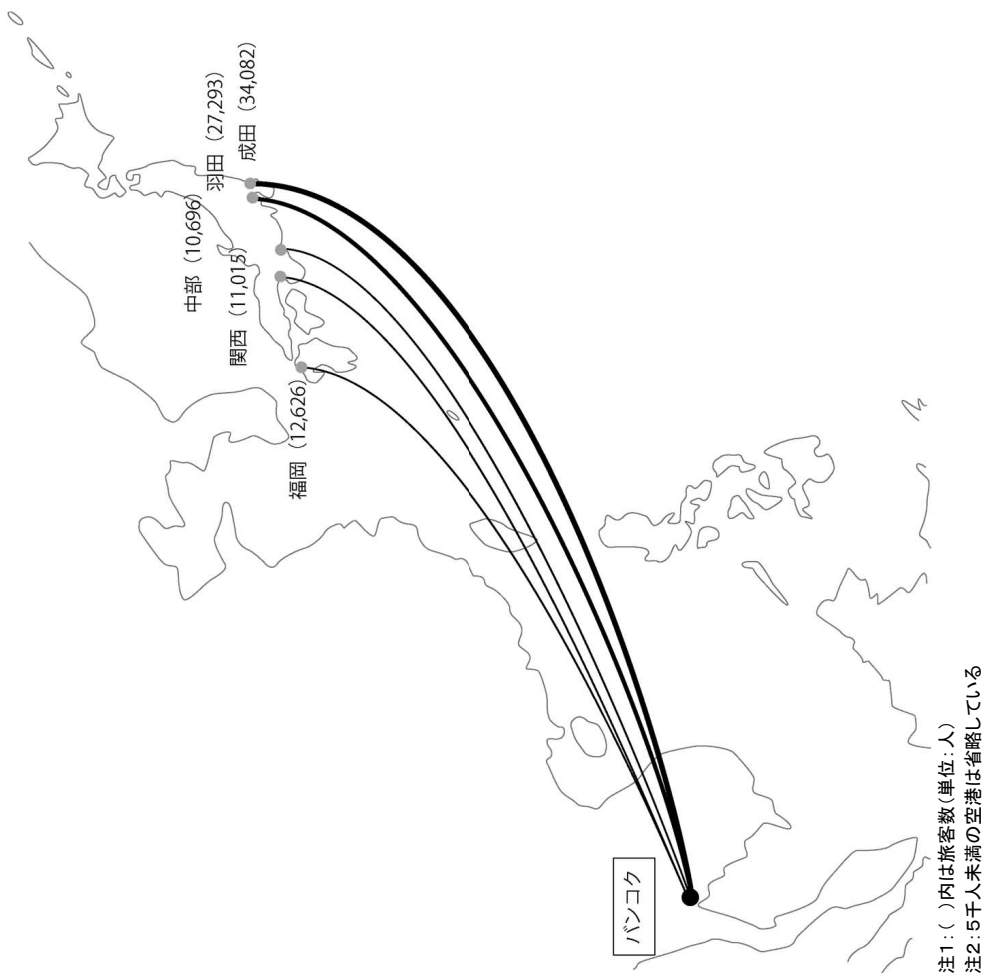 羽田 (27,293)
成田 (34,082)
中部 (10,696)
関西 (11,015)
福岡 (12,626)
バンコク
注1:( )内は旅客数(単位:人)
注2:5千人未満の空港は省略している